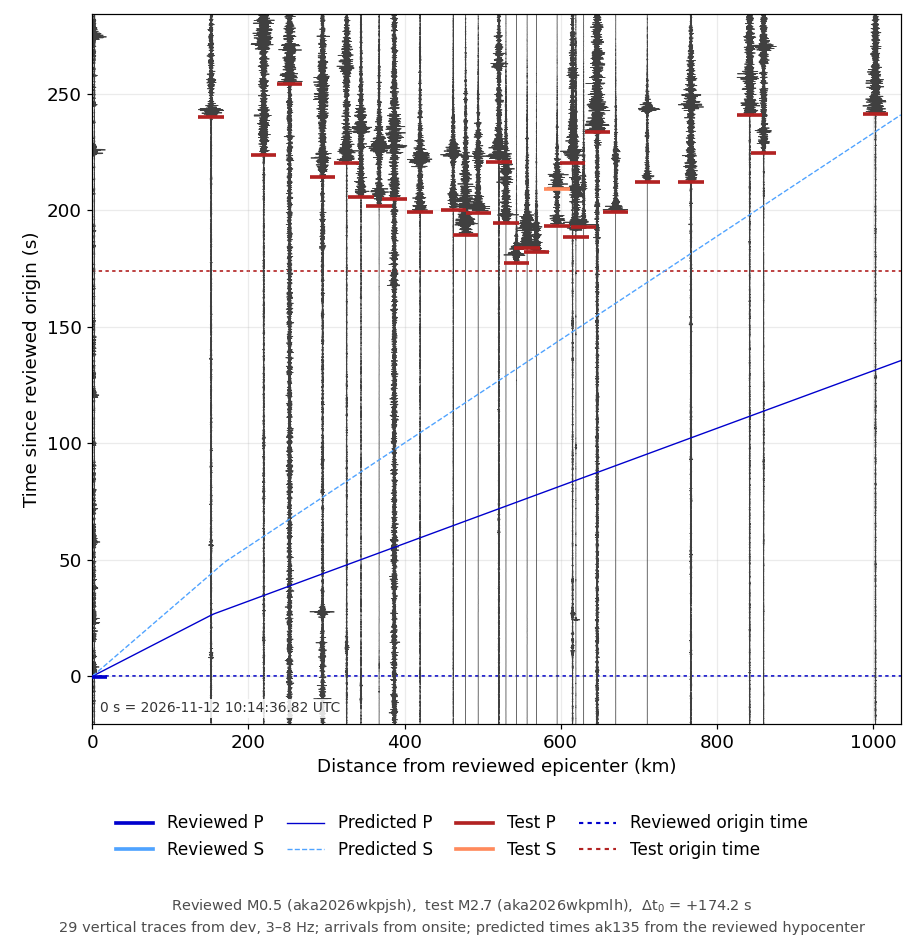 250
200
150
100
50
0
Time since reviewed origin (s)
0 s = 2026-11-12 10:14:36.82 UTC
0 200 400 600 800 1000
Distance from reviewed epicenter (km)
Reviewed P Predicted P Test P Reviewed origin time
Reviewed S Predicted S Test S Test origin time
Reviewed M0.5 (aka2026wkpjsh), test M2.7 (aka2026wkpmlh), Δt₀ = +174.2 s
29 vertical traces from dev, 3–8 Hz; arrivals from onsite; predicted times ak135 from the reviewed hypocenter